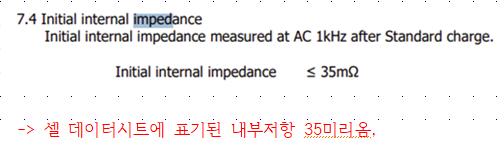 7.4 Initial internal impedance
Initial internal impedance measured at AC 1kHz after Standard charge.
Initial internal impedance ≤ 35mΩ
-> 셀 데이터시트에 표기된 내부저항 35미리옴.